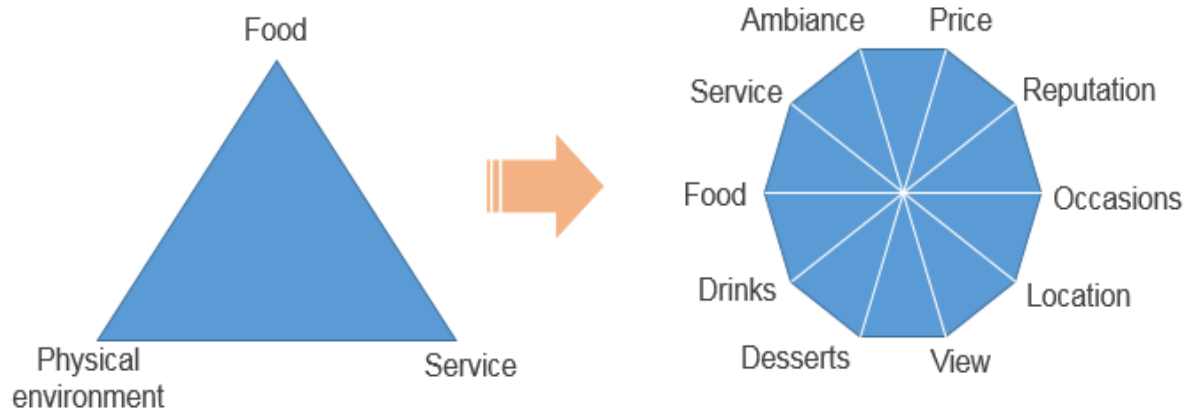 Food
Physical
environment
Service
Ambiance
Price
Service
Reputation
Food
Occasions
Drinks
Location
Desserts
View